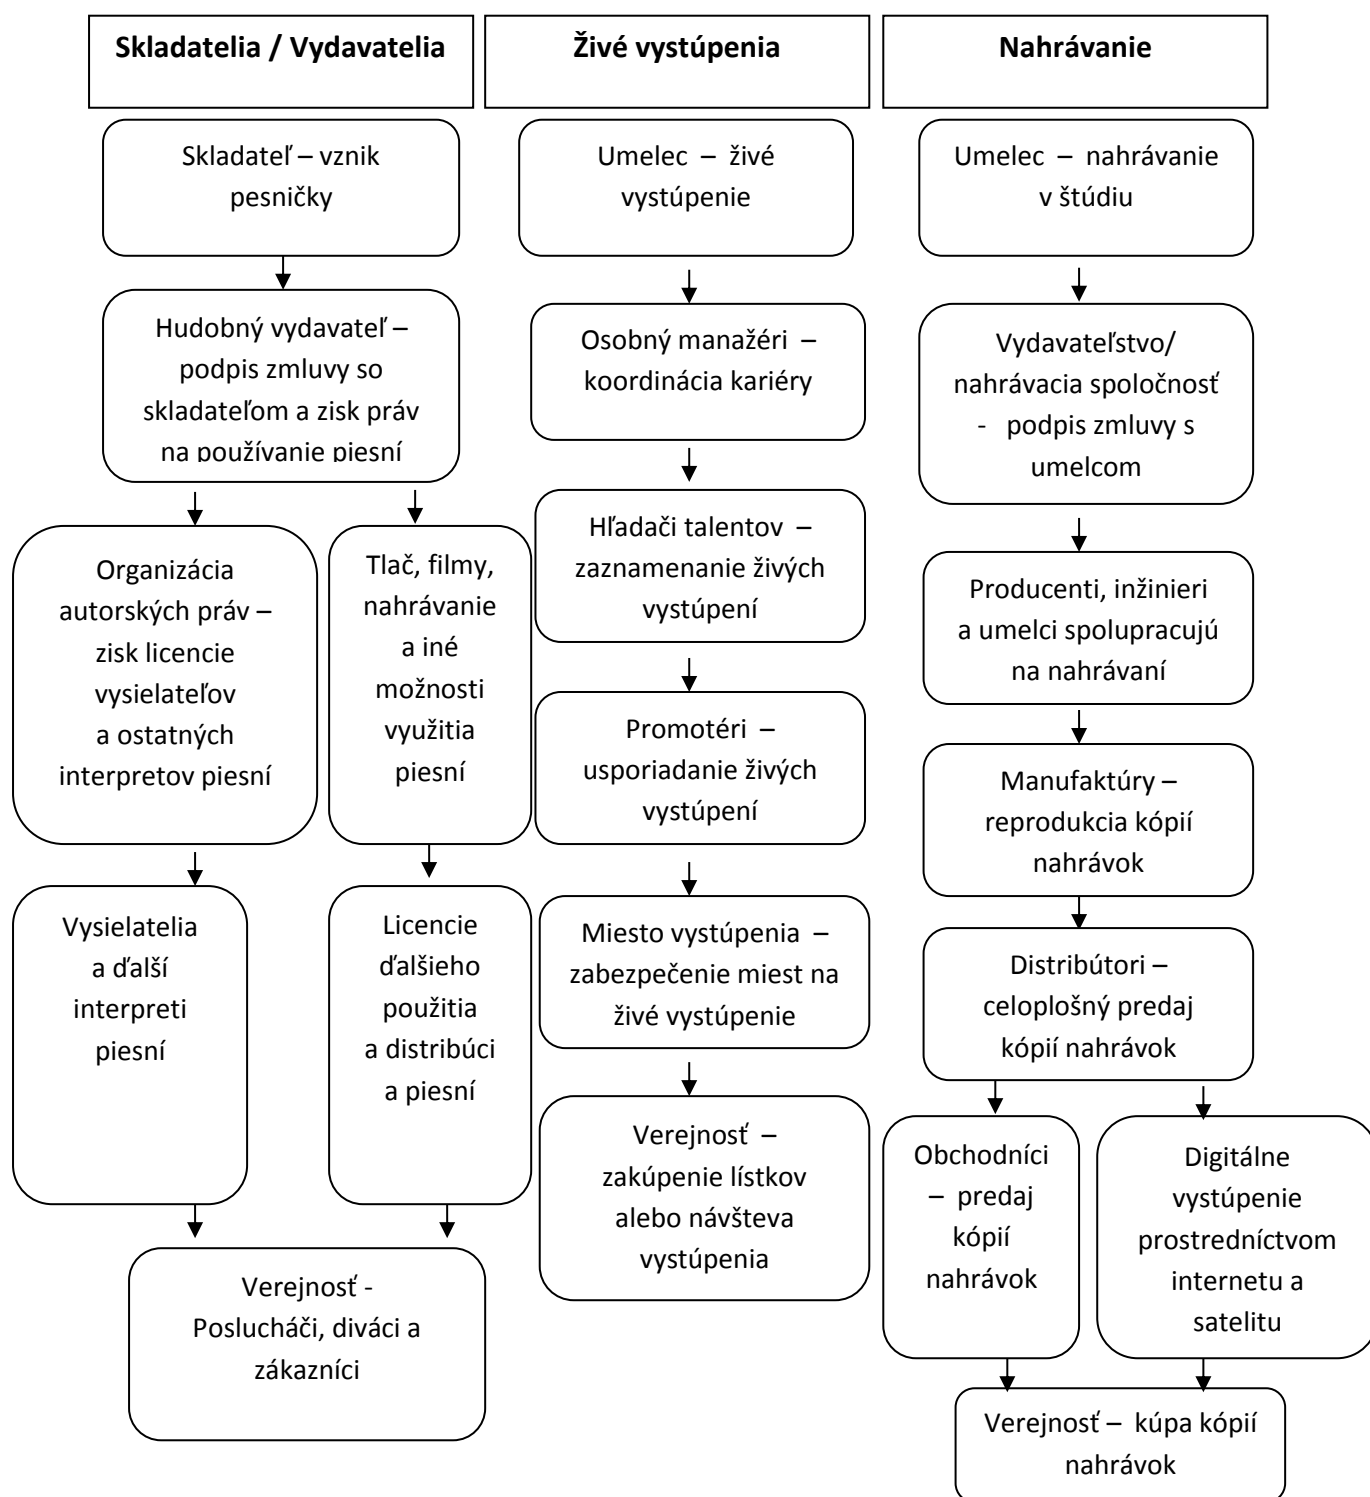 Skladatelia / Vydavatelia
Skladateľ – vznik
pesničky
Hudobný vydavateľ –
podpis zmluvy so
skladateľom a zisk práv
na používanie piesní
Organizácia
autorských práv –
zisk licencie
vysielateľov
a ostatných
interpretov piesní
Tlač, filmy,
nahrávanie
a iné
možnosti
využitia
piesní
Vysielatelia
a ďalší
interpreti
piesní
Licencie
ďalšieho
použitia
a distribúci
a piesní
Verejnosť -
Poslucháči, diváci a
zákazníci
Živé vystúpenia
Umelec – živé
vystúpenie
Osobný manažéri –
koordinácia kariéry
Hľadači talentov –
zaznamenanie živých
vystúpení
Promotéri –
usporiadanie živých
vystúpení
Miesto vystúpenia –
zabezpečenie miest na
živé vystúpenie
Verejnosť –
zakúpenie lístkov
alebo návšteva
vystúpenia
Nahrávanie
Umelec – nahrávanie
v štúdiu
Vydavateľstvo/
nahrávacia spoločnosť
- podpis zmluvy s
umelcom
Producenti, inžinieri
a umelci spolupracujú
na nahrávaní
Manufaktúry –
reprodukcia kópií
nahrávok
Distribútori –
celoplošný predaj
kópií nahrávok
Obchodníci
– predaj
kópií
nahrávok
Digitálne
vystúpenie
prostredníctvom
internetu a
satelitu
Verejnosť – kúpa kópií
nahrávok